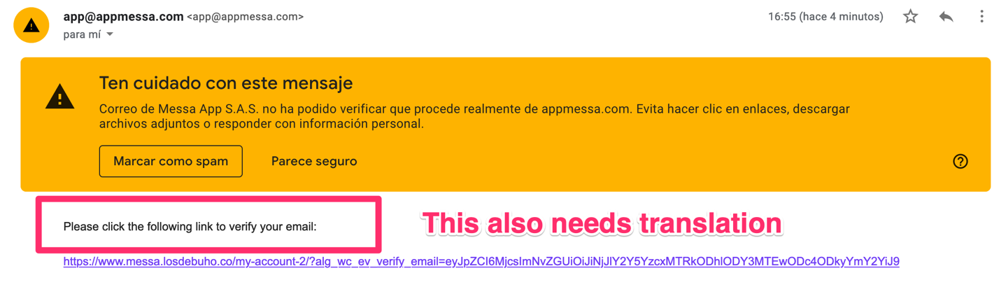 app@appmessa.com <app@appmessa.com>
16:55 (hace 4 minutos)
para mí
Ten cuidado con este mensaje
Correo de Messa App S.A.S. no ha podido verificar que procede realmente de appmessa.com. Evita hacer clic en enlaces, descargar
archivos adjuntos o responder con información personal.
Marcar como spam
Parece seguro
Please click the following link to verify your email:
This also needs translation
https://www.messa.losdebuho.co/my-account-2/?alg_wc_ev_verify_email=eyJpZCI6MjcsImNvZGUiOiJiNjJlY2Y5YzcxMTRkODhlODY3MTEwODc4ODkyYmY2YiJ9